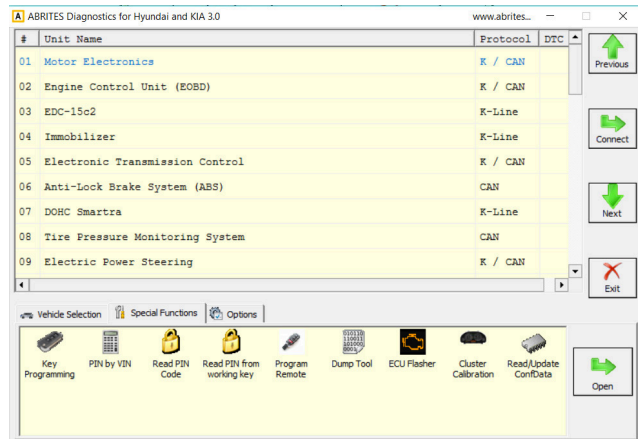 ABRITES Diagnostics for Hyundai and KIA 3.0 www.abrites...
# Unit Name Protocol DTC
01 Motor Electronics K / CAN
02 Engine Control Unit (EOBD) K / CAN
03 EDC-15c2 K-Line
04 Immobilizer K-Line
05 Electronic Transmission Control K / CAN
06 Anti-Lock Brake System (ABS) CAN
07 DOHC Smartra K-Line
08 Tire Pressure Monitoring System CAN
09 Electric Power Steering K / CAN
Previous
Connect
Next
Exit
Vehicle Selection Special Functions Options
Key Programming
PIN by VIN
Read PIN Code
Read PIN from working key
Program Remote
Dump Tool
ECU Flasher
Cluster Calibration
Read/Update ConfData
Open